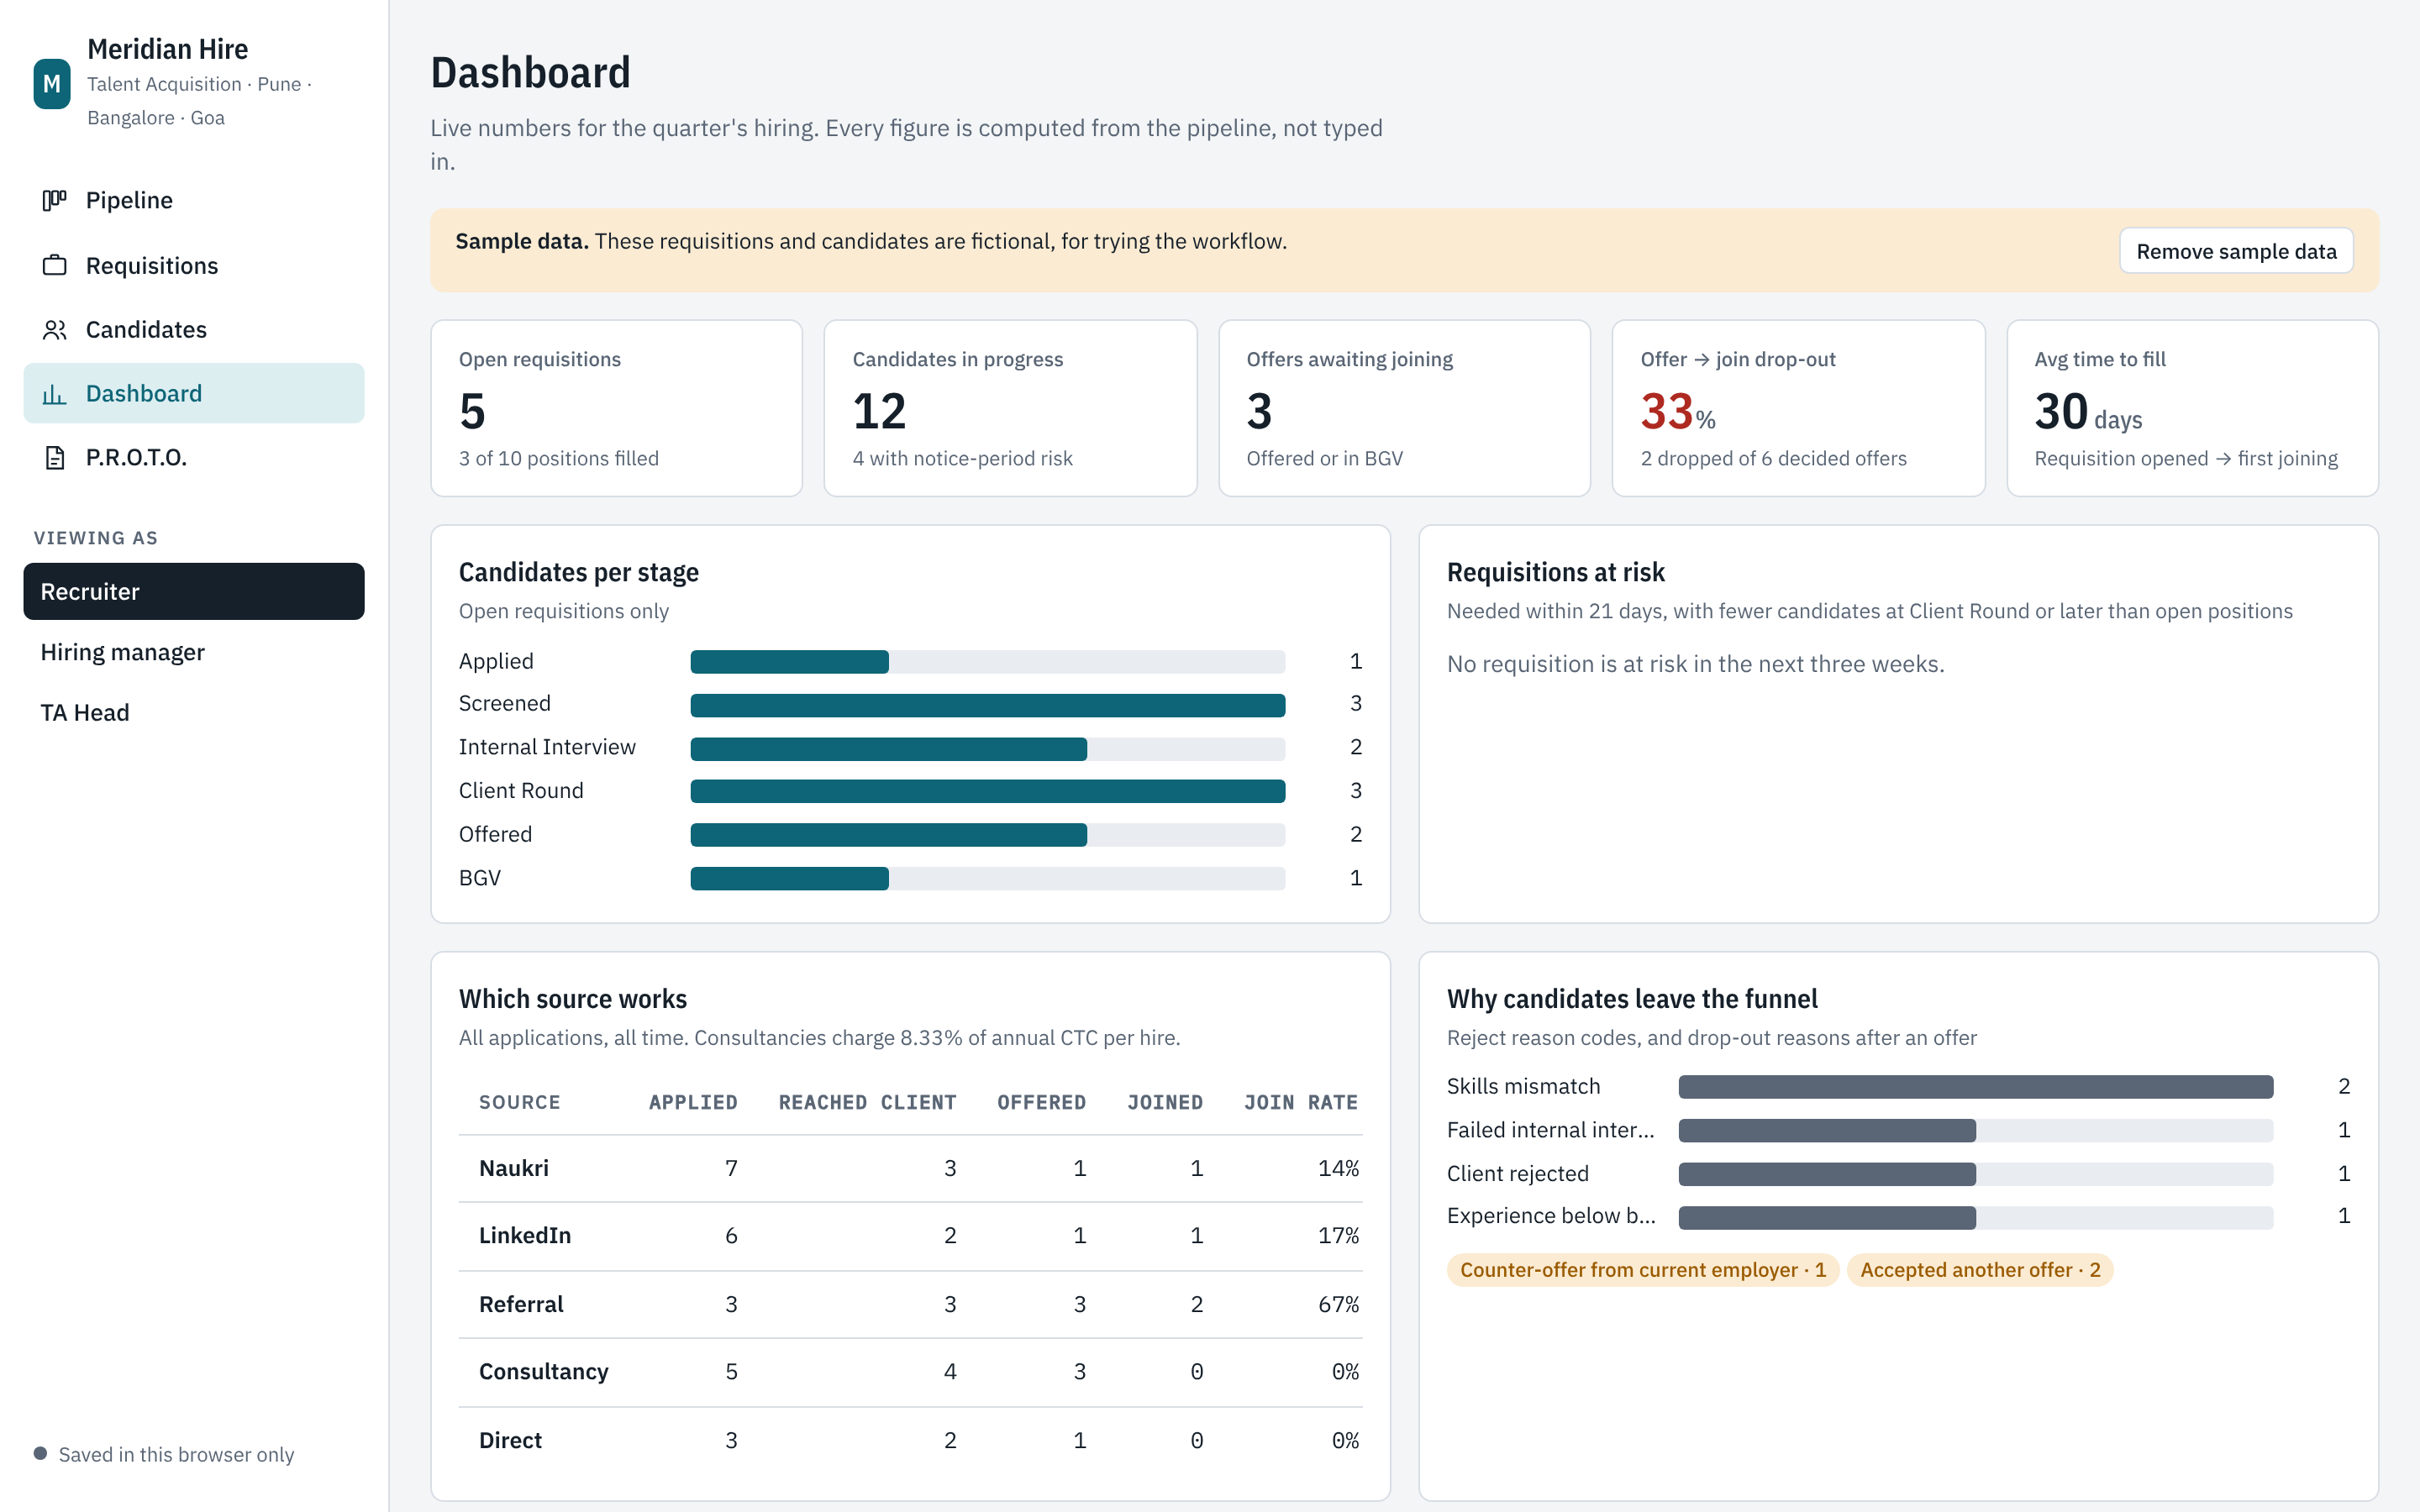 M
Meridian Hire
Talent Acquisition · Pune ·
Bangalore · Goa
Pipeline
Requisitions
Candidates
Dashboard
P.R.O.T.O.
VIEWING AS
Recruiter
Hiring manager
TA Head
Saved in this browser only
Dashboard
Live numbers for the quarter's hiring. Every figure is computed from the pipeline, not typed
in.
Sample data. These requisitions and candidates are fictional, for trying the workflow.
Remove sample data
Open requisitions
5
3 of 10 positions filled
Candidates in progress
12
4 with notice-period risk
Offers awaiting joining
3
Offered or in BGV
Offer → join drop-out
33%
2 dropped of 6 decided offers
Avg time to fill
30 days
Requisition opened → first joining
Candidates per stage
Open requisitions only
Applied 1
Screened 3
Internal Interview 2
Client Round 3
Offered 2
BGV 1
Requisitions at risk
Needed within 21 days, with fewer candidates at Client Round or later than open positions
No requisition is at risk in the next three weeks.
Which source works
All applications, all time. Consultancies charge 8.33% of annual CTC per hire.
SOURCE APPLIED REACHED CLIENT OFFERED JOINED JOIN RATE
Naukri 7 3 1 1 14%
LinkedIn 6 2 1 1 17%
Referral 3 3 3 2 67%
Consultancy 5 4 3 0 0%
Direct 3 2 1 0 0%
Why candidates leave the funnel
Reject reason codes, and drop-out reasons after an offer
Skills mismatch 2
Failed internal inter... 1
Client rejected 1
Experience below b... 1
Counter-offer from current employer · 1 Accepted another offer · 2